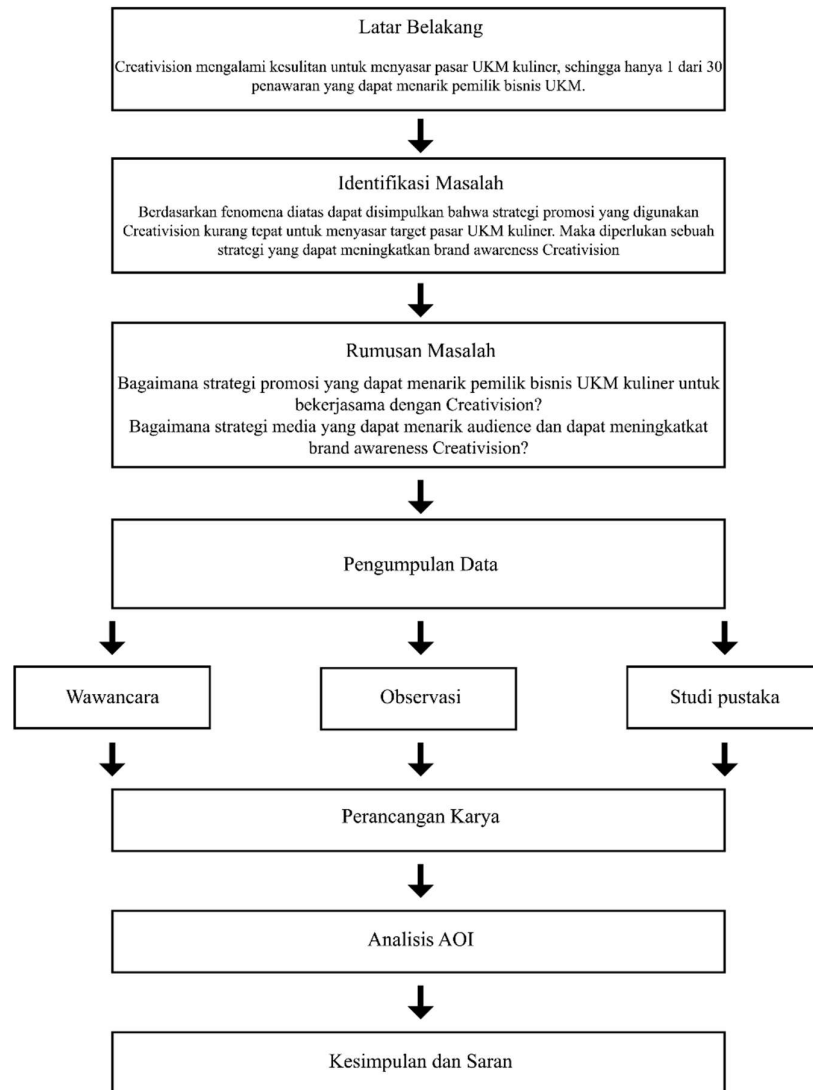 Latar Belakang
Creativision mengalami kesulitan untuk menyasar pasar UKM kuliner, sehingga hanya 1 dari 30
penawaran yang dapat menarik pemilik bisnis UKM.
Identifikasi Masalah
Berdasarkan fenomena diatas dapat disimpulkan bahwa strategi promosi yang digunakan
Creativision kurang tepat untuk menyasar target pasar UKM kuliner. Maka diperlukan sebuah
strategi yang dapat meningkatkan brand awareness Creativision
Rumusan Masalah
Bagaimana strategi promosi yang dapat menarik pemilik bisnis UKM kuliner untuk
bekerjasama dengan Creativision?
Bagaimana strategi media yang dapat menarik audience dan dapat meningkatkat
brand awareness Creativision?
Pengumpulan Data
Wawancara
Observasi
Studi pustaka
Perancangan Karya
Analisis AOI
Kesimpulan dan Saran